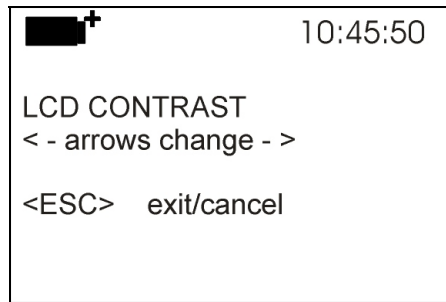 10:45:50
LCD CONTRAST
< - arrows change - >
<ESC> exit/cancel